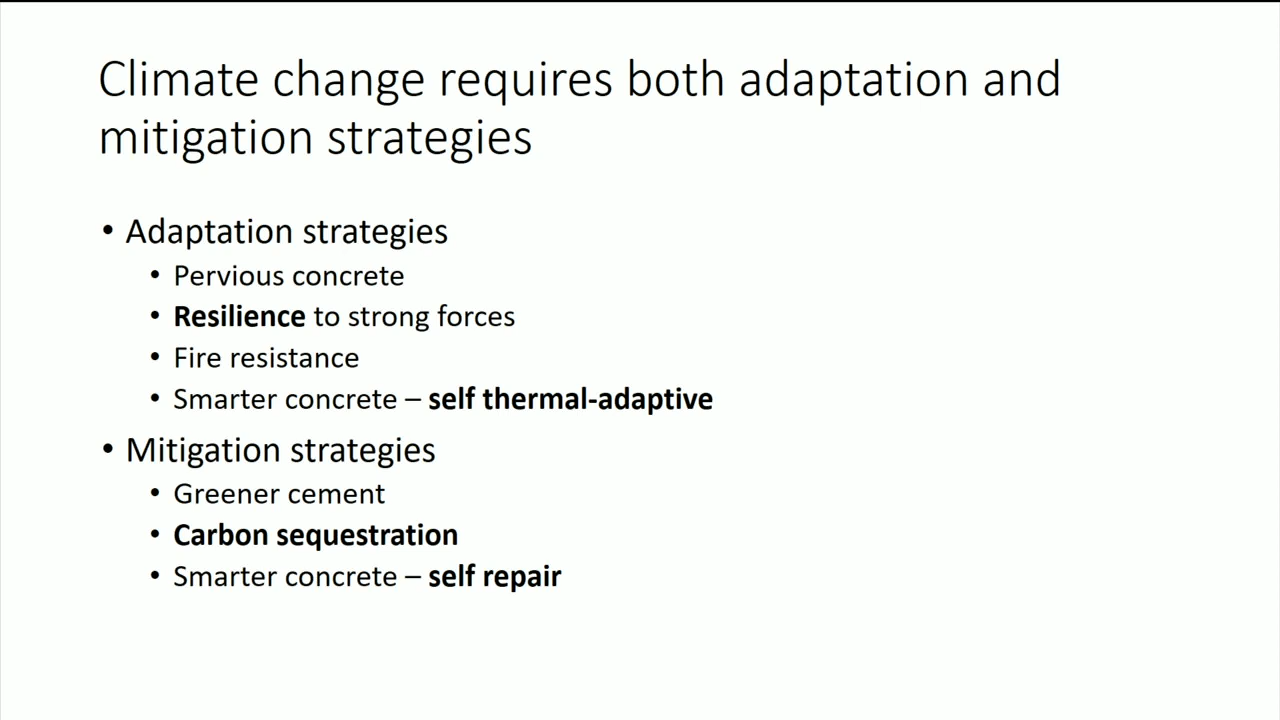 Climate change requires both adaptation and
mitigation strategies
• Adaptation strategies
• Pervious concrete
• Resilience to strong forces
• Fire resistance
• Smarter concrete – self thermal-adaptive
• Mitigation strategies
• Greener cement
• Carbon sequestration
• Smarter concrete – self repair